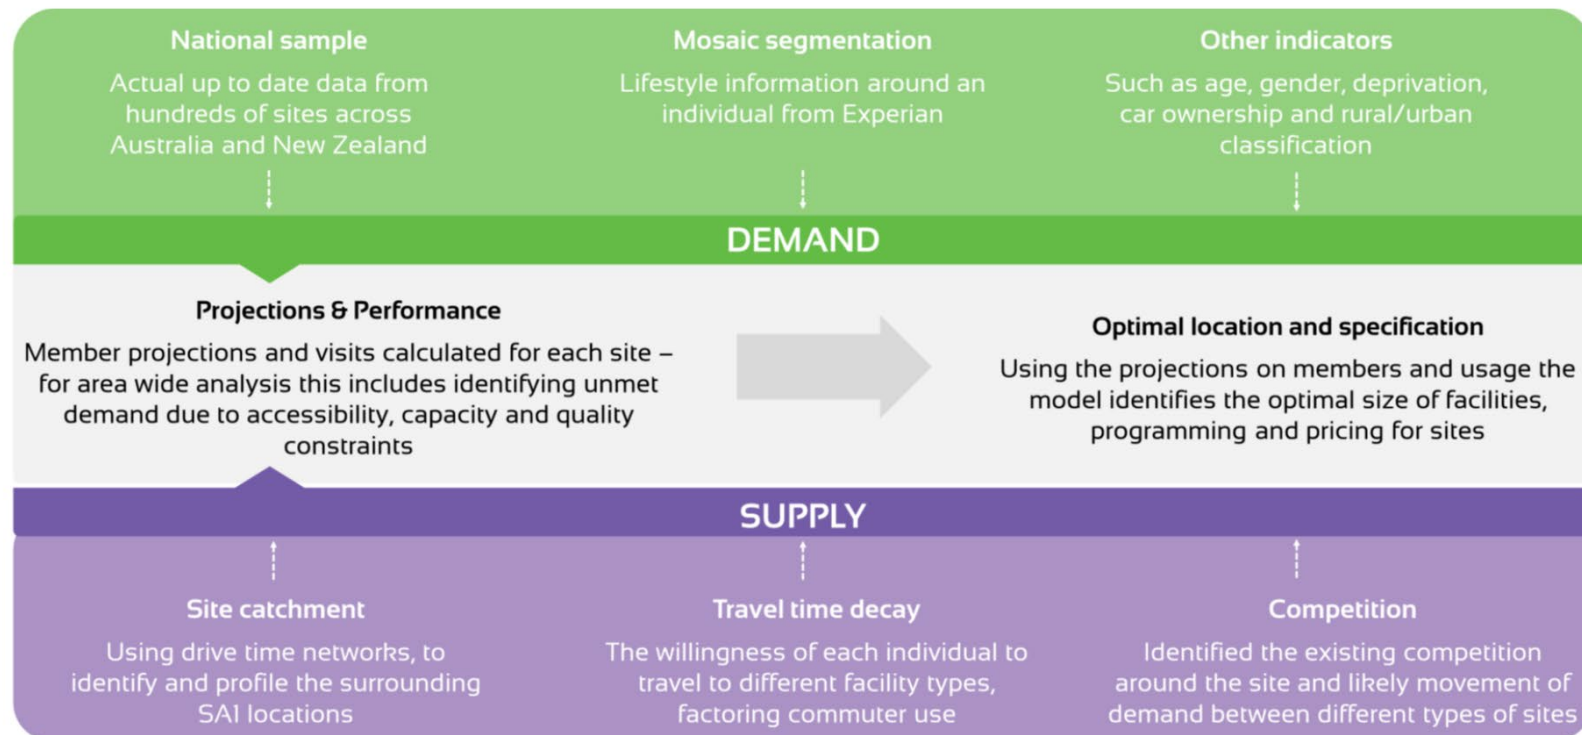 National sample
Actual up to date data from
hundreds of sites across
Australia and New Zealand
Mosaic segmentation
Lifestyle information around an
individual from Experian
Other indicators
Such as age, gender, deprivation,
car ownership and rural/urban
classification
DEMAND
Projections & Performance
Member projections and visits calculated for each site –
for area wide analysis this includes identifying unmet
demand due to accessibility, capacity and quality
constraints
Optimal location and specification
Using the projections on members and usage the
model identifies the optimal size of facilities,
programming and pricing for sites
SUPPLY
Site catchment
Using drive time networks, to
identify and profile the surrounding
SA1 locations
Travel time decay
The willingness of each individual to
travel to different facility types,
factoring commuter use
Competition
Identified the existing competition
around the site and likely movement of
demand between different types of sites